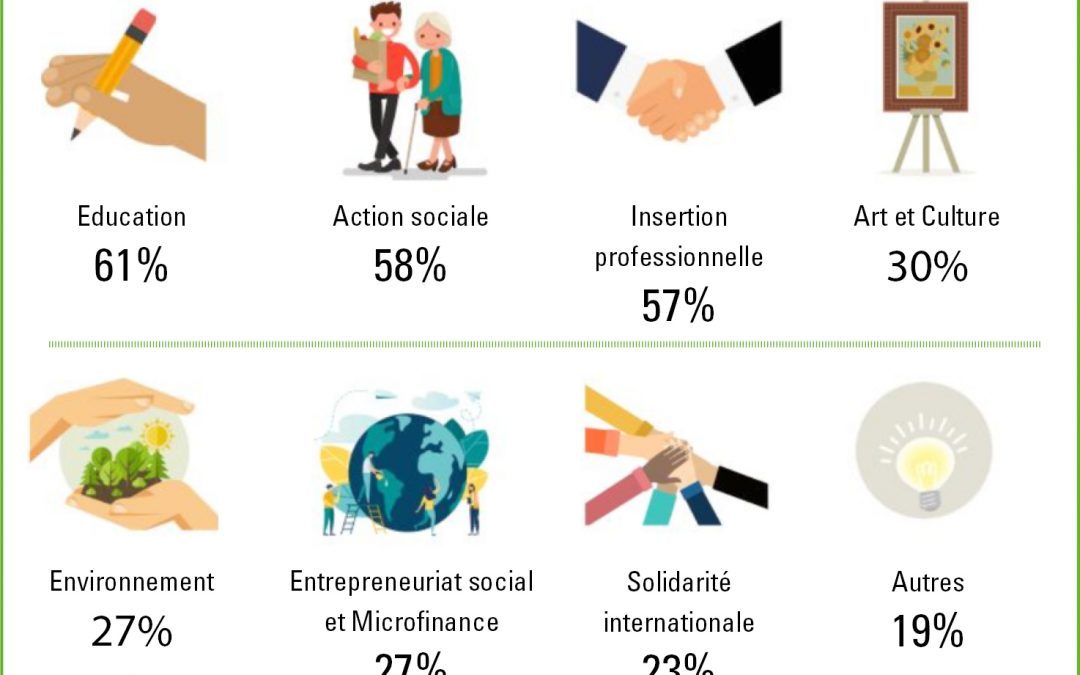 Education
61%
Action sociale
58%
Insertion
professionnelle
57%
Art et Culture
30%
Environnement
27%
Entrepreneuriat social
et Microfinance
27%
Solidarité
internationale
23%
Autres
19%